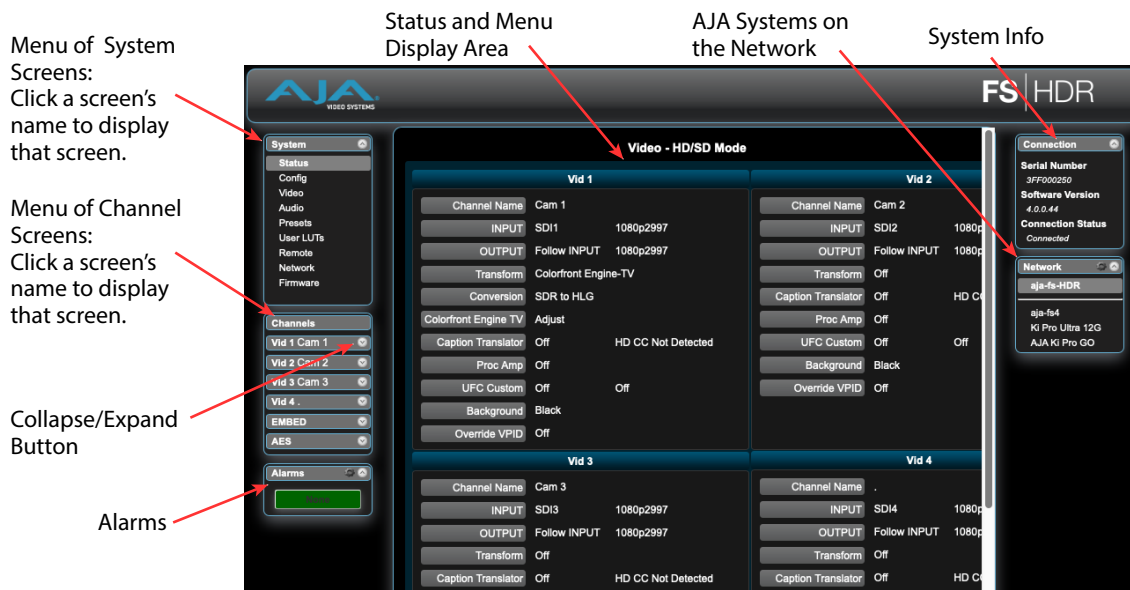 Menu of System
Screens:
Click a screen's
name to display
that screen.
Menu of Channel
Screens:
Click a screen's
name to display
that screen.
Collapse/Expand
Button
Alarms
Status and Menu
Display Area
AJA Systems on
the Network
System Info
AJA
VIDEO SYSTEMS
FS HDR
System
Status
Config
Video
Audio
Presets
User LUTs
Remote
Network
Firmware
Channels
Vid 1 Cam 1
Vid 2 Cam 2
Vid 3 Cam 3
Vid 4 .
EMBED
AES
Alarms
None
Video - HD/SD Mode
Vid 1
Channel Name Cam 1
INPUT SDI1 1080p2997
OUTPUT Follow INPUT 1080p2997
Transform Colorfront Engine-TV
Conversion SDR to HLG
Colorfront Engine TV Adjust
Caption Translator Off HD CC Not Detected
Proc Amp Off
UFC Custom Off Off
Background Black
Override VPID Off
Vid 2
Channel Name Cam 2
INPUT SDI2 1080p
OUTPUT Follow INPUT 1080p
Transform Off
Caption Translator Off HD C
Proc Amp Off
UFC Custom Off Off
Background Black
Override VPID Off
Vid 3
Channel Name Cam 3
INPUT SDI3 1080p2997
OUTPUT Follow INPUT 1080p2997
Transform Off
Caption Translator Off HD CC Not Detected
Vid 4
Channel Name .
INPUT SDI4 1080p
OUTPUT Follow INPUT 1080p
Transform Off
Caption Translator Off HD C
Connection
Serial Number
3FF000250
Software Version
4.0.0.44
Connection Status
Connected
Network
aja-fs-HDR
aja-fs4
Ki Pro Ultra 12G
AJA Ki Pro GO